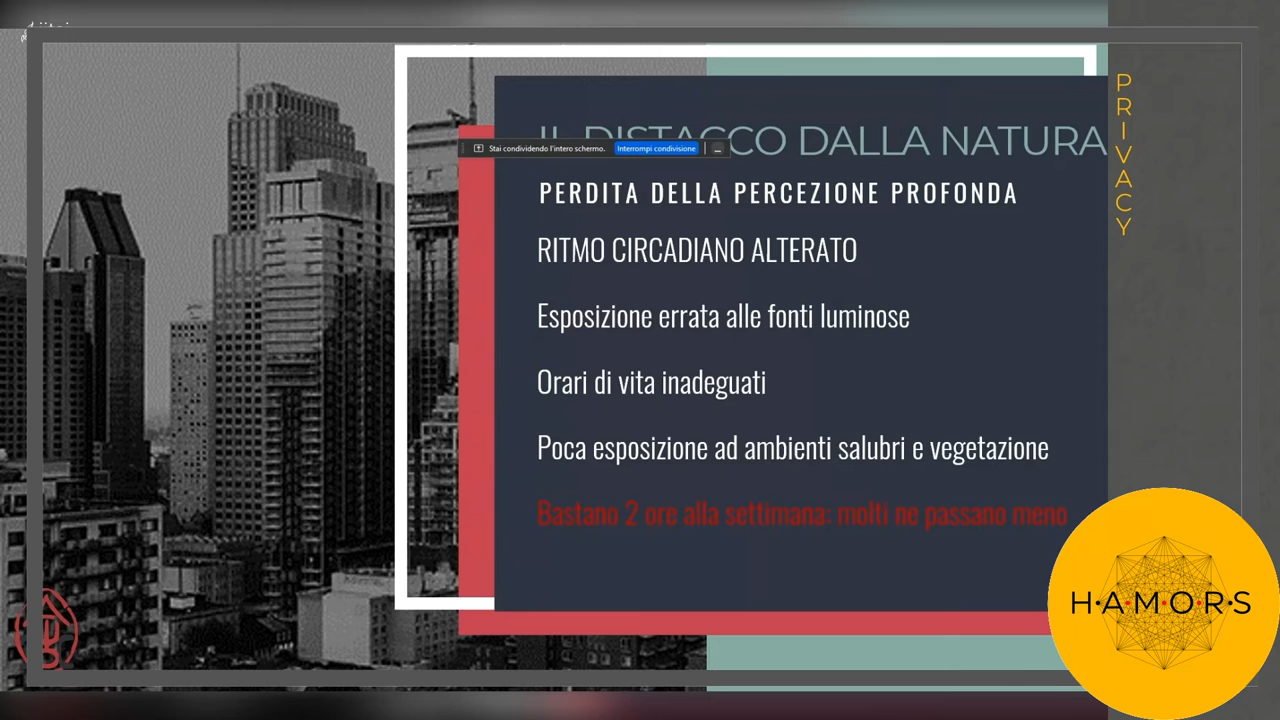 IL DISTACCO DALLA NATURA
Stai condividendo l'intero schermo. Interrompi condivisione
PERDITA DELLA PERCEZIONE PROFONDA
RITMO CIRCADIANO ALTERATO
Esposizione errata alle fonti luminose
Orari di vita inadeguati
Poca esposizione ad ambienti salubri e vegetazione
Bastano 2 ore alla settimana: molti ne passano meno
PRIVACY
H·A·M·O·R·S